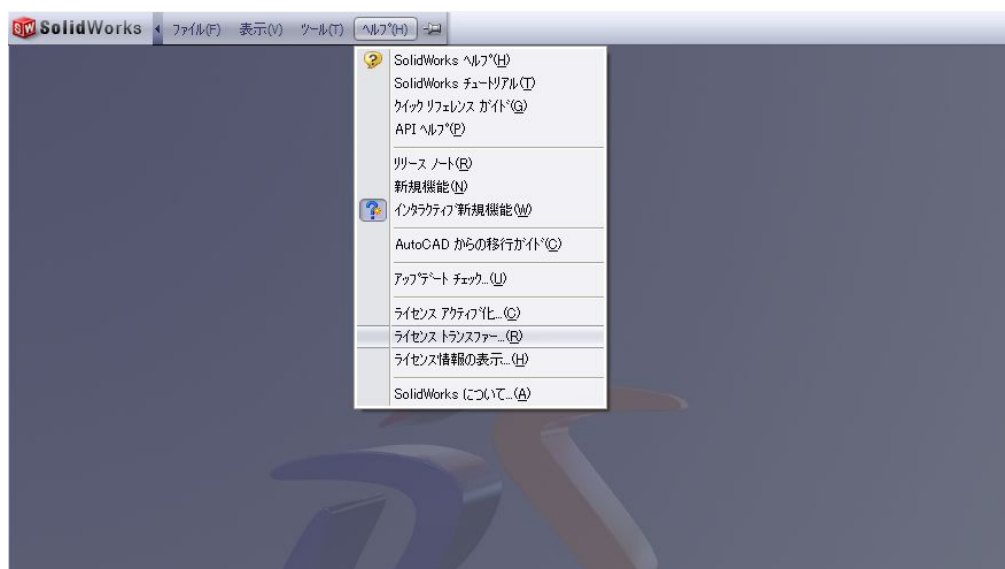 SolidWorks ファイル(F) 表示(V) ツール(T) ヘルプ(H)
SolidWorks ヘルプ(H)
SolidWorks チュートリアル(T)
クイック リファレンス ガイド(G)
API ヘルプ(P)
リリース ノート(R)
新規機能(N)
インタラクティブ新規機能(W)
AutoCAD からの移行ガイド(C)
アップデート チェック...(U)
ライセンス アクティブ化...(C)
ライセンス トランスファー...(R)
ライセンス情報の表示...(H)
SolidWorks について...(A)